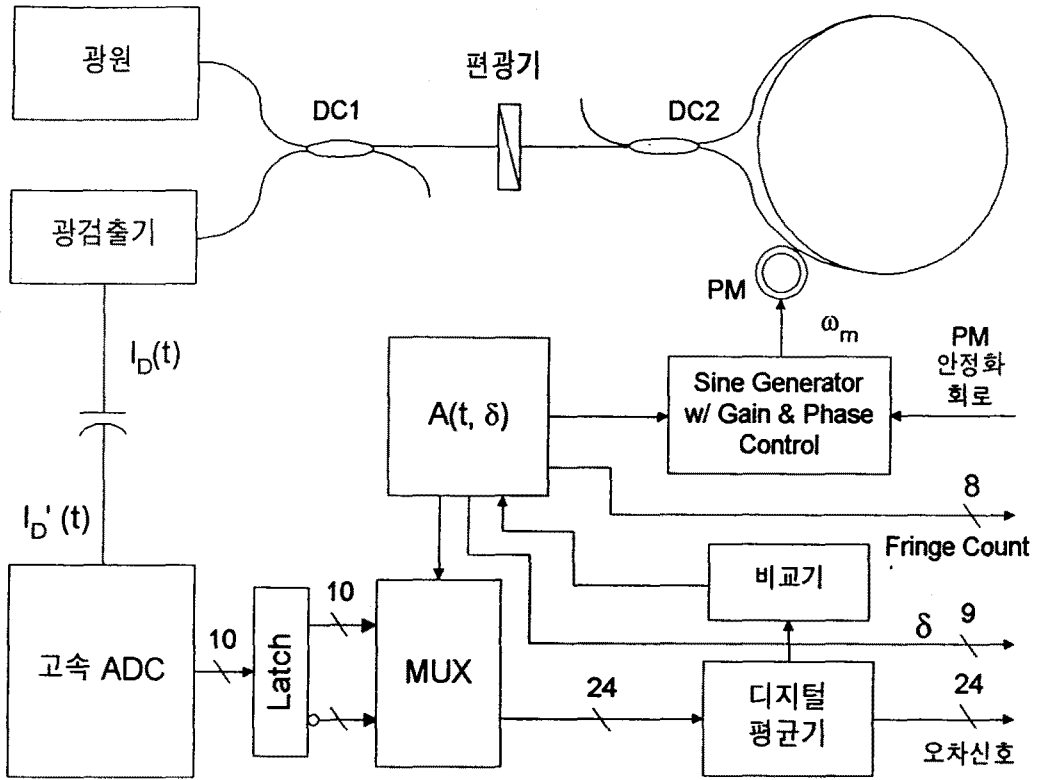 광원
DC1
편광기
DC2
광검출기
PM
I_D(t)
ω_m
PM
안정화
회로
A(t, δ)
Sine Generator
w/ Gain & Phase
Control
8
Fringe Count
I_D' (t)
고속 ADC
10
Latch
10
MUX
비교기
δ
9
24
디지털
평균기
24
오차신호